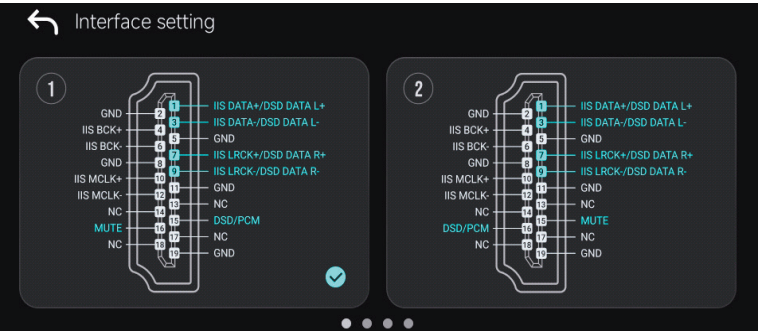 Interface setting
1
GND
IIS BCK+
IIS BCK-
GND
IIS MCLK+
IIS MCLK-
NC
MUTE
NC
2
4
6
8
10
12
14
16
18
1
3
5
7
9
11
13
15
17
19
IIS DATA+/DSD DATA L+
IIS DATA-/DSD DATA L-
GND
IIS LRCK+/DSD DATA R+
IIS LRCK-/DSD DATA R-
GND
NC
DSD/PCM
NC
GND
2
GND
IIS BCK+
IIS BCK-
GND
IIS MCLK+
IIS MCLK-
NC
DSD/PCM
NC
2
4
6
8
10
12
14
16
18
1
3
5
7
9
11
13
15
17
19
IIS DATA+/DSD DATA L+
IIS DATA-/DSD DATA L-
GND
IIS LRCK+/DSD DATA R+
IIS LRCK-/DSD DATA R-
GND
NC
MUTE
NC
GND